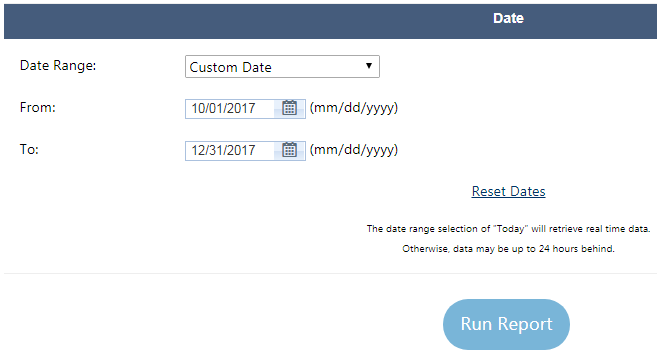 Date
Date Range: Custom Date
From: 10/01/2017 (mm/dd/yyyy)
To: 12/31/2017 (mm/dd/yyyy)
Reset Dates
The date range selection of "Today" will retrieve real time data.
Otherwise, data may be up to 24 hours behind.
Run Report